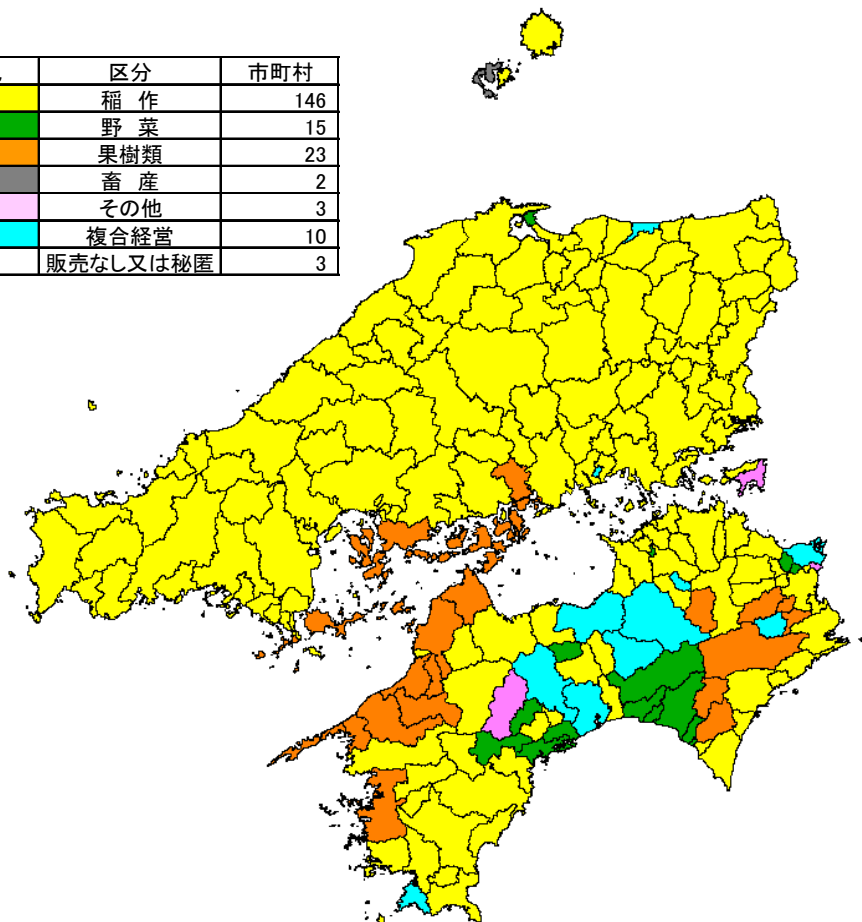 区分 市町村
稲 作 146
野 菜 15
果樹類 23
畜 産 2
その他 3
複合経営 10
販売なし又は秘匿 3